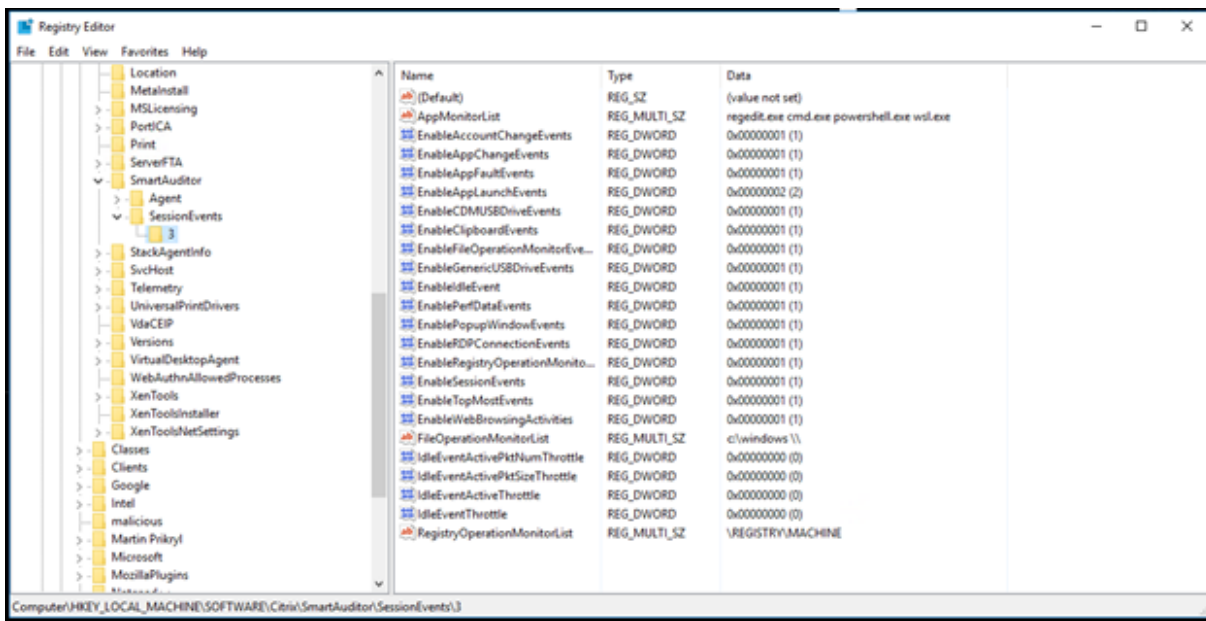 Registry Editor
File Edit View Favorites Help
Location
MetaInstall
MSLicensing
PortICA
Print
ServerFTA
SmartAuditor
Agent
SessionEvents
3
StackAgentInfo
SvcHost
Telemetry
UniversalPrintDrivers
VdaCEIP
Versions
VirtualDesktopAgent
WebAuthnAllowedProcesses
XenTools
XenToolsInstaller
XenToolsNetSettings
Classes
Clients
Google
Intel
malicious
Martin Prikryl
Microsoft
MozillaPlugins
Name Type Data
(Default) REG_SZ (value not set)
AppMonitorList REG_MULTI_SZ regedit.exe cmd.exe powershell.exe wsl.exe
EnableAccountChangeEvents REG_DWORD 0x00000001 (1)
EnableAppChangeEvents REG_DWORD 0x00000001 (1)
EnableAppFaultEvents REG_DWORD 0x00000001 (1)
EnableAppLaunchEvents REG_DWORD 0x00000002 (2)
EnableCDMUSBDriveEvents REG_DWORD 0x00000001 (1)
EnableClipboardEvents REG_DWORD 0x00000001 (1)
EnableFileOperationMonitorEve... REG_DWORD 0x00000001 (1)
EnableGenericUSBDriveEvents REG_DWORD 0x00000001 (1)
EnableIdleEvent REG_DWORD 0x00000001 (1)
EnablePerfDataEvents REG_DWORD 0x00000001 (1)
EnablePopupWindowEvents REG_DWORD 0x00000001 (1)
EnableRDPConnectionEvents REG_DWORD 0x00000001 (1)
EnableRegistryOperationMonito... REG_DWORD 0x00000001 (1)
EnableSessionEvents REG_DWORD 0x00000001 (1)
EnableTopMostEvents REG_DWORD 0x00000001 (1)
EnableWebBrowsingActivities REG_DWORD 0x00000001 (1)
FileOperationMonitorList REG_MULTI_SZ c:\windows \\
IdleEventActivePktNumThrottle REG_DWORD 0x00000000 (0)
IdleEventActivePktSizeThrottle REG_DWORD 0x00000000 (0)
IdleEventActiveThrottle REG_DWORD 0x00000000 (0)
IdleEventThrottle REG_DWORD 0x00000000 (0)
RegistryOperationMonitorList REG_MULTI_SZ \REGISTRY\MACHINE
Computer\HKEY_LOCAL_MACHINE\SOFTWARE\Citrix\SmartAuditor\SessionEvents\3